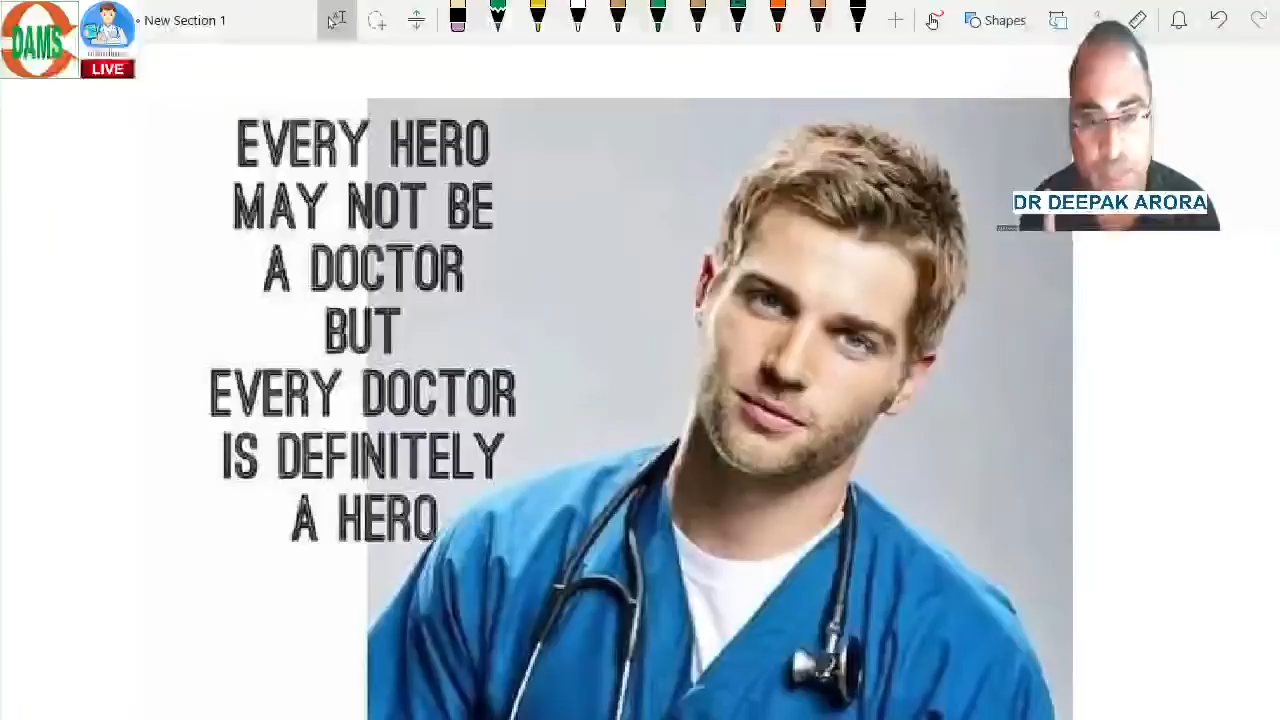 DAMS
LIVE
New Section 1
Shapes
EVERY HERO
MAY NOT BE
A DOCTOR
BUT
EVERY DOCTOR
IS DEFINITELY
A HERO
DR DEEPAK ARORA